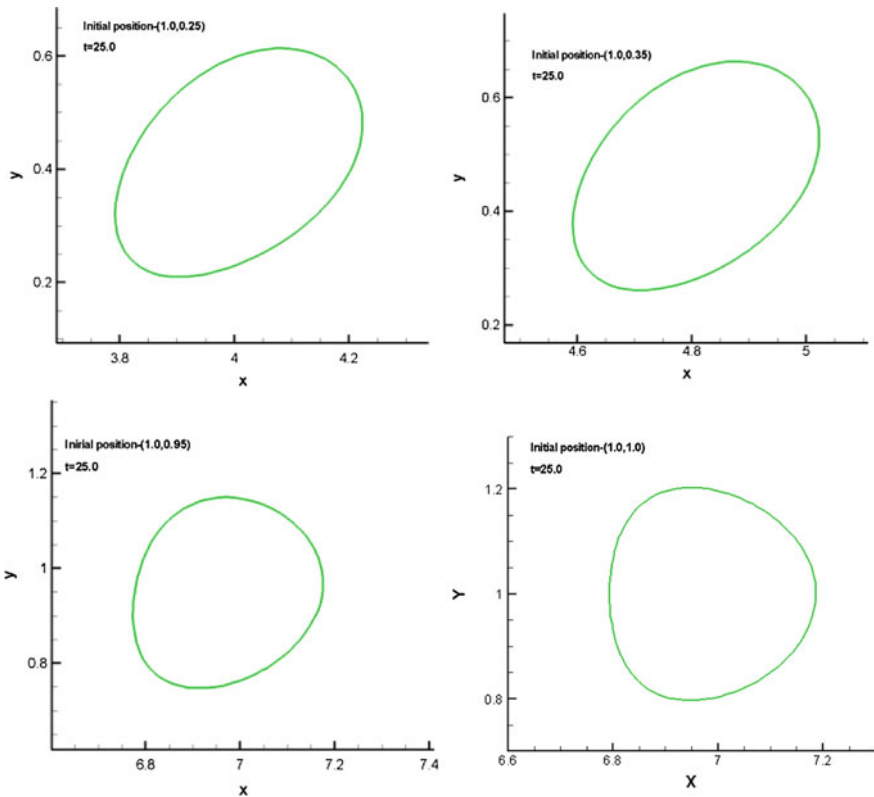 Initial position-(1.0,0.25)
t=25.0
0.6
0.4
0.2
y
3.8 4 4.2
x
Initial position-(1.0,0.35)
t=25.0
0.6
0.4
0.2
y
4.6 4.8 5
x
Inirial position-(1.0,0.95)
t=25.0
1.2
1
0.8
y
6.8 7 7.2 7.4
x
Initial position-(1.0,1.0)
t=25.0
1.2
1
0.8
Y
6.6 6.8 7 7.2
X